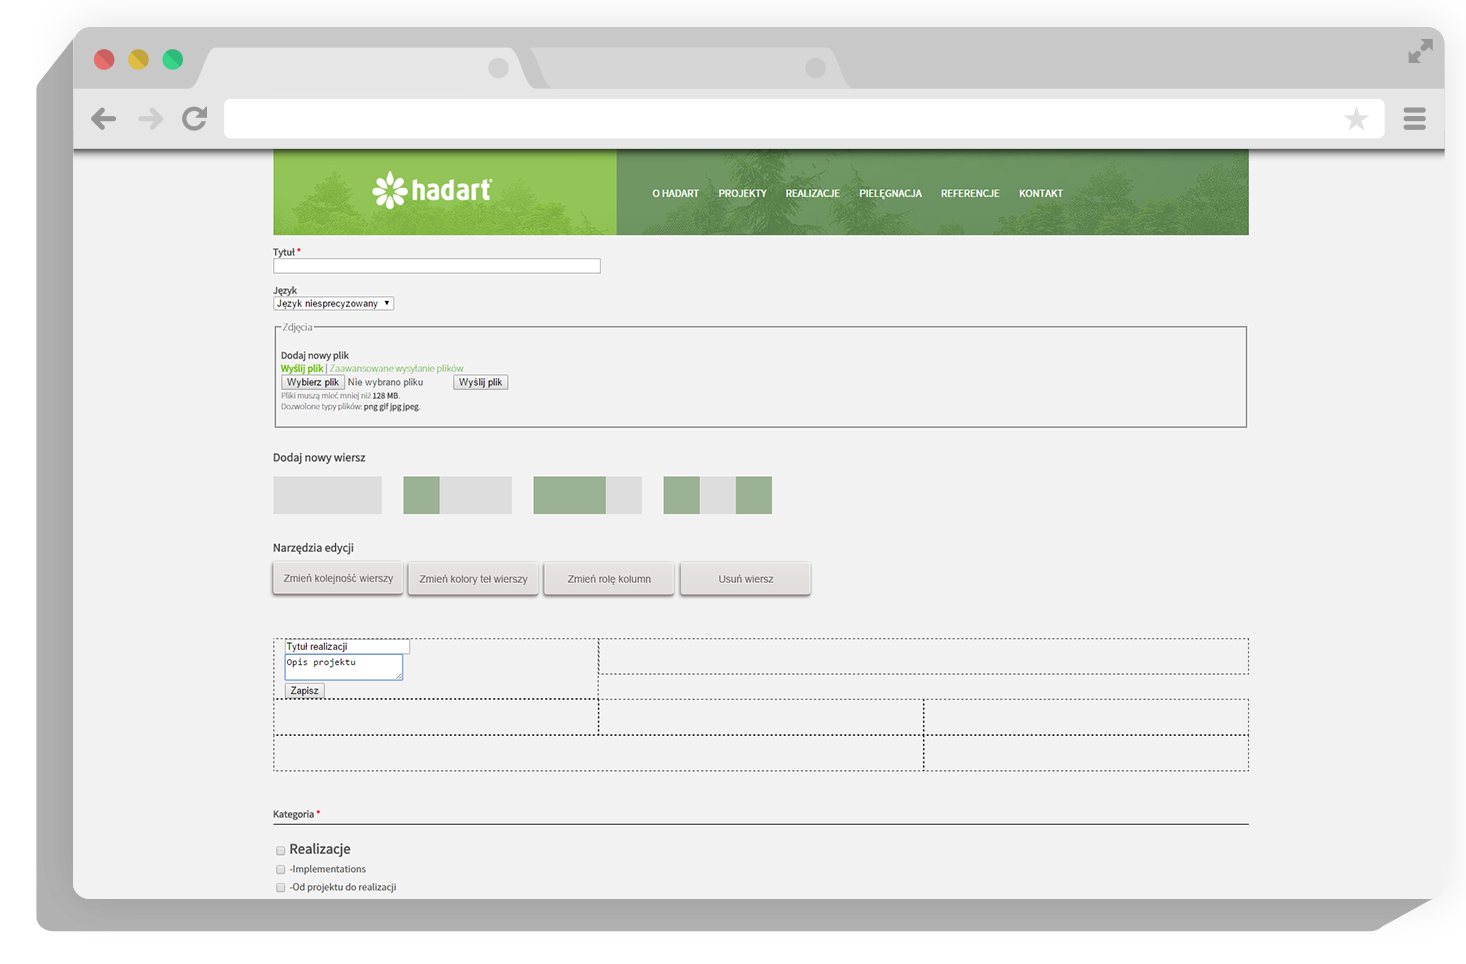 hadart
O HADART PROJEKTY REALIZACJE PIELĘGNACJA REFERENCJE KONTAKT
Tytuł *
Język
Język niesprecyzowany
Zdjęcia
Dodaj nowy plik
Wyślij plik | Zaawansowane wysyłanie plików
Wybierz plik Nie wybrano pliku Wyślij plik
Pliki muszą mieć mniej niż 128 MB.
Dozwolone typy plików: png gif jpg jpeg.
Dodaj nowy wiersz
Narzędzia edycji
Zmień kolejność wierszy Zmień kolory teł wierszy Zmień rolę kolumn Usuń wiersz
Tytuł realizacji
Opis projektu
Zapisz
Kategoria *
Realizacje
-Implementations
-Od projektu do realizacji